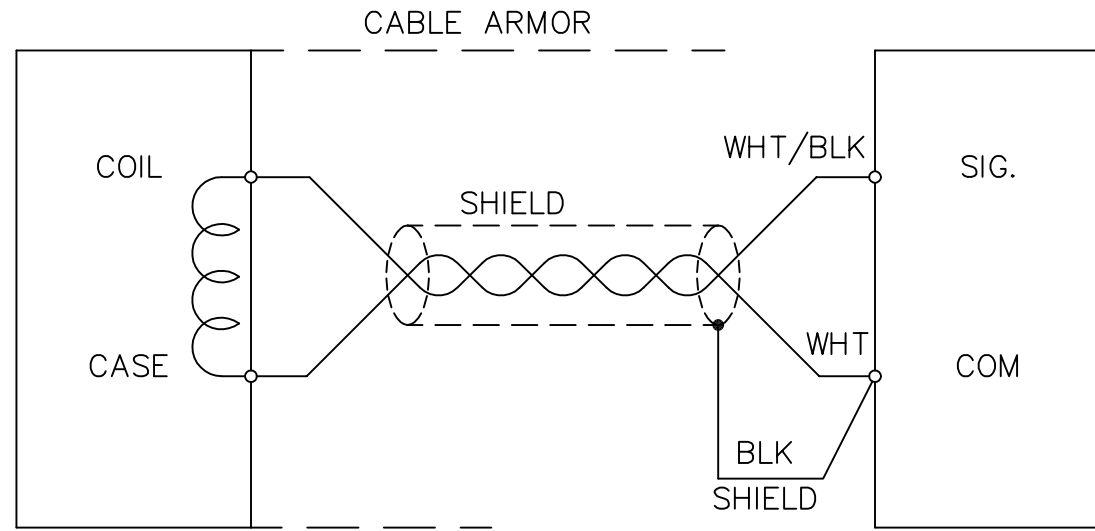 CABLE ARMOR
COIL
SHIELD
WHT/BLK
SIG.
CASE
WHT
COM
BLK
SHIELD